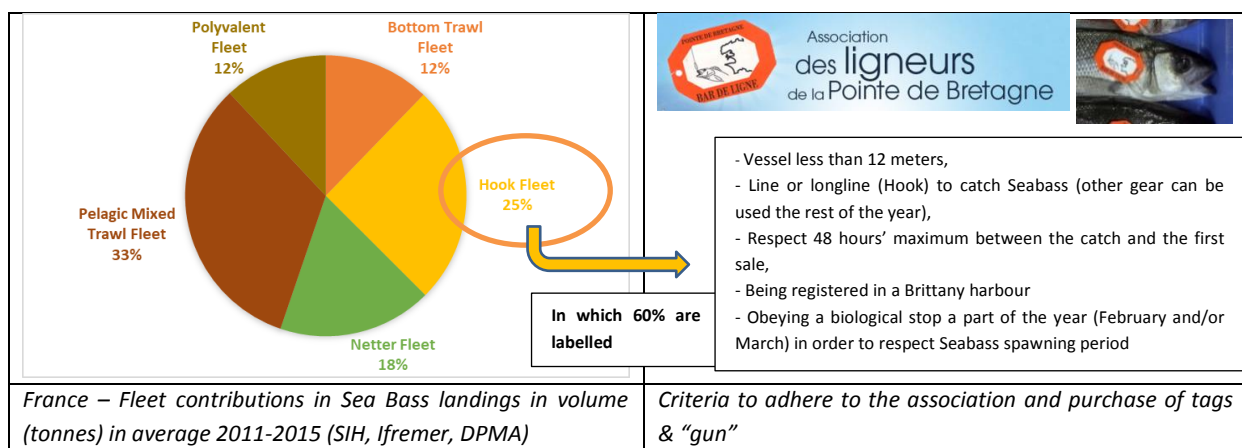 Polyvalent
Fleet
12%
Bottom Trawl
Fleet
12%
Hook Fleet
25%
Pelagic Mixed
Trawl Fleet
33%
Netter Fleet
18%
In which 60% are
labelled
POINTE DE BRETAGNE
BAR DE LIGNE
Association
des ligneurs
de la Pointe de Bretagne
- Vessel less than 12 meters,
- Line or longline (Hook) to catch Seabass (other gear can be
used the rest of the year),
- Respect 48 hours’ maximum between the catch and the first
sale,
- Being registered in a Brittany harbour
- Obeying a biological stop a part of the year (February and/or
March) in order to respect Seabass spawning period
France – Fleet contributions in Sea Bass landings in volume
(tonnes) in average 2011-2015 (SIH, Ifremer, DPMA)
Criteria to adhere to the association and purchase of tags
& “gun”